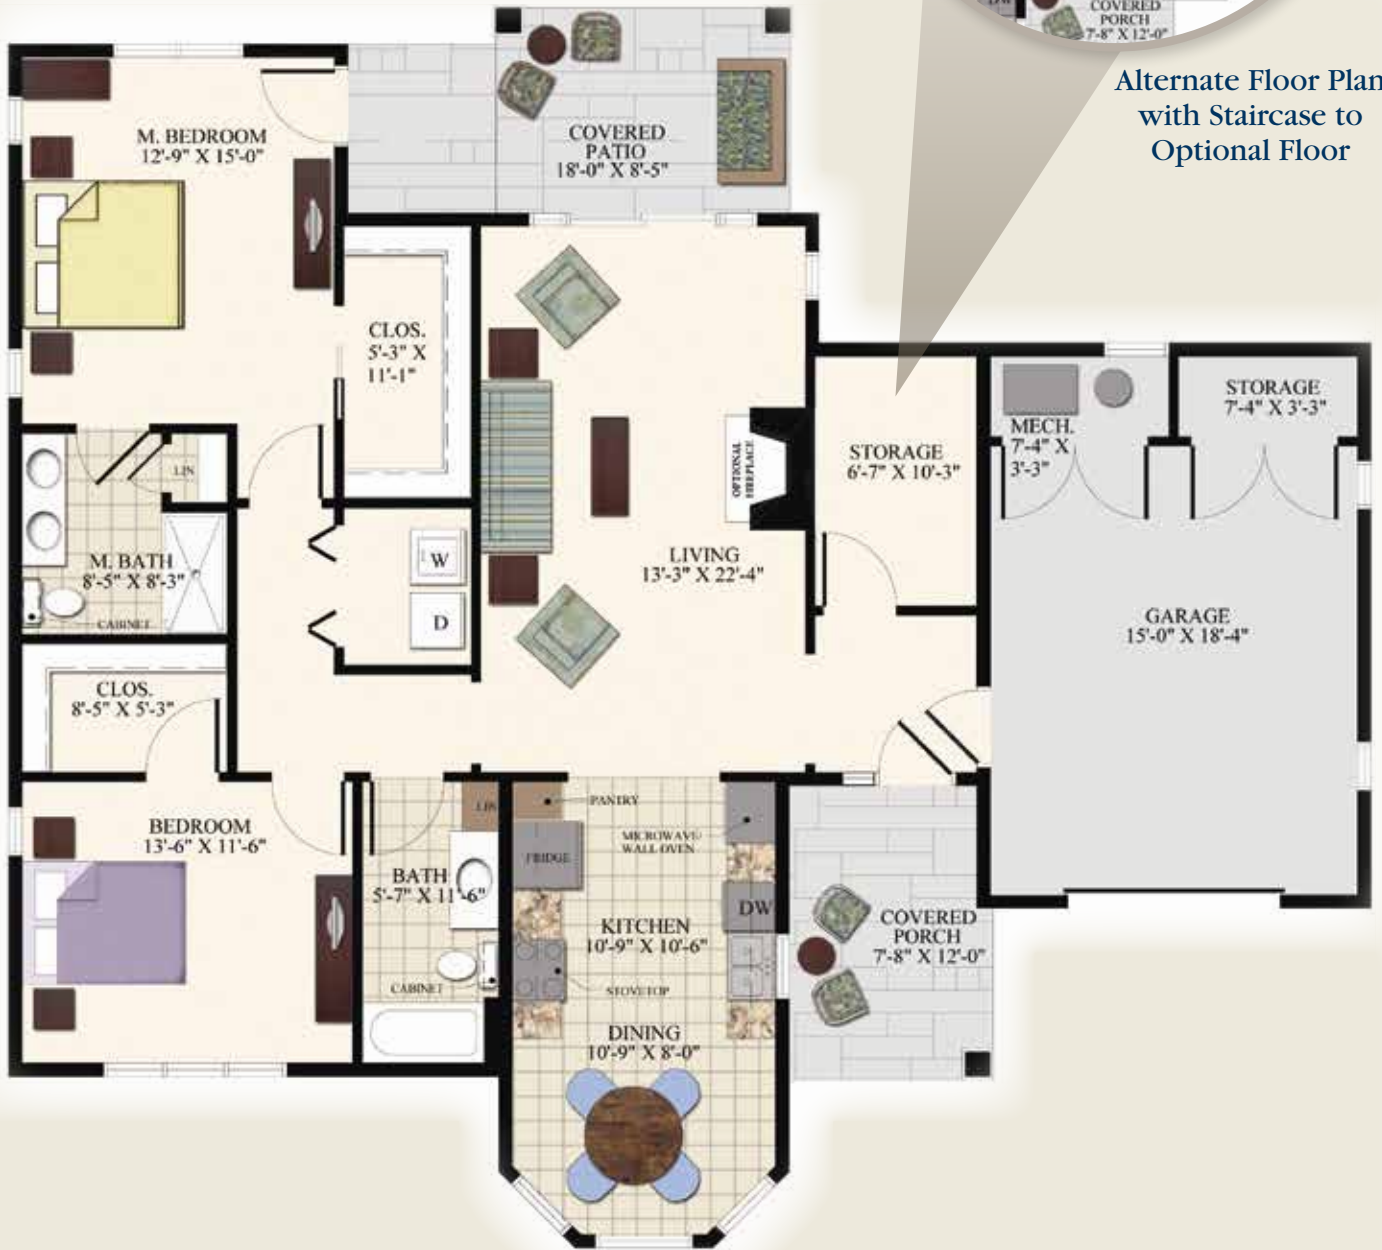 COVERED
PORCH
7'-8" X 12'-0"
Alternate Floor Plan
with Staircase to
Optional Floor
M. BEDROOM
12'-9" X 15'-0"
COVERED
PATIO
18'-0" X 8'-5"
CLOS.
5'-3" X
11'-1"
OPTIONAL
FIREPLACE
STORAGE
6'-7" X 10'-3"
MECH.
7'-4" X
3'-3"
STORAGE
7'-4" X 3'-3"
LIN
M. BATH
8'-5" X 8'-3"
CABINET
W
D
LIVING
13'-3" X 22'-4"
GARAGE
15'-0" X 18'-4"
CLOS.
8'-5" X 5'-3"
BEDROOM
13'-6" X 11'-6"
LIN
BATH
5'-7" X 11'-6"
CABINET
PANTRY
MICROWAVE/
WALL OVEN
FRIDGE
DW
KITCHEN
10'-9" X 10'-6"
STOVETOP
DINING
10'-9" X 8'-0"
COVERED
PORCH
7'-8" X 12'-0"